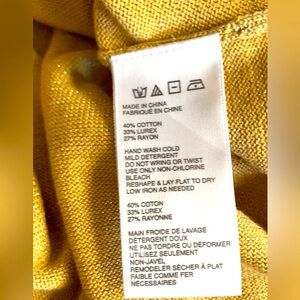 MADE IN CHINA
FABRIQUÉ EN CHINE
40% COTTON
33% LUREX
27% RAYON
HAND WASH COLD
MILD DETERGENT
DO NOT WRING OR TWIST
USE ONLY NON-CHLORINE
BLEACH
RESHAPE & LAY FLAT TO DRY
LOW IRON AS NEEDED
40% COTON
33% LUREX
27% RAYONNE
MAIN FROIDE DE LAVAGE
DÉTERGENT DOUX
NE PAS TORDRE OU DÉFORMER
UTILISEZ SEULEMENT
NON-JAVEL
REMODELER SÉCHER À PLAT
FAIBLE COMME FER
NÉCESSAIRES